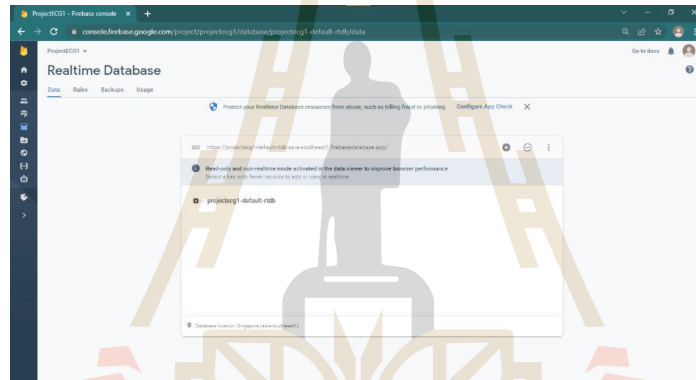 ProjectECG1 – Firebase console
console.firebase.google.com/project/projectecg1/database/projectecg1-default-rtdb/data
ProjectECG1
Go to docs
Realtime Database
Data Rules Backups Usage
Protect your Realtime Database resources from abuse, such as billing fraud or phishing Configure App Check
https://projectecg1-default-rtdb.asia-southeast1.firebasedatabase.app/
Read-only and non-realtime mode activated in the data viewer to improve browser performance
Select a key with fewer records to edit or view in realtime
projectecg1-default-rtdb
Database location: Singapore (asia-southeast1)